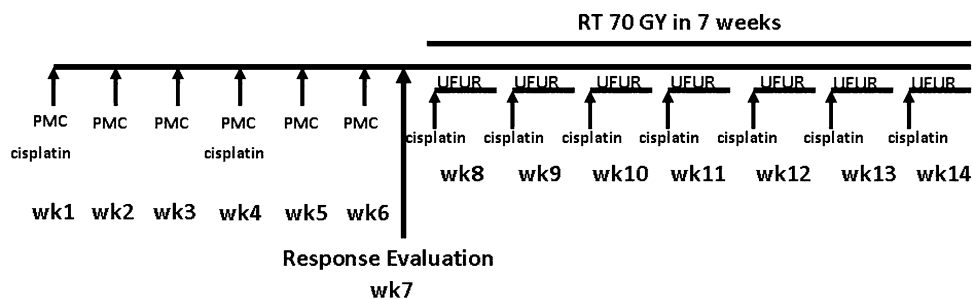 RT 70 GY in 7 weeks
UFUR UFUR UFUR UFUR UFUR UFUR UFUR
PMC PMC PMC PMC PMC PMC
cisplatin cisplatin cisplatin cisplatin cisplatin cisplatin cisplatin
cisplatin cisplatin
wk8 wk9 wk10 wk11 wk12 wk13 wk14
wk1 wk2 wk3 wk4 wk5 wk6
Response Evaluation
wk7